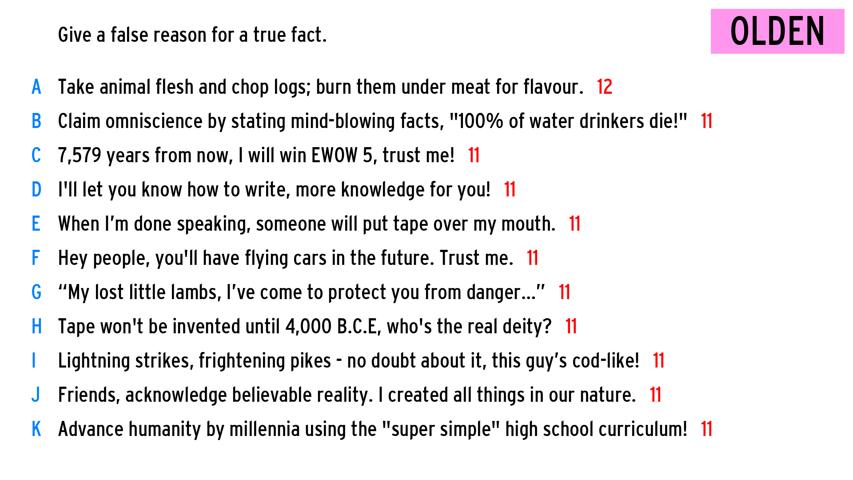 Give a false reason for a true fact.
OLDEN
A Take animal flesh and chop logs; burn them under meat for flavour. 12
B Claim omniscience by stating mind-blowing facts, "100% of water drinkers die!" 11
C 7,579 years from now, I will win EWOW 5, trust me! 11
D I'll let you know how to write, more knowledge for you! 11
E When I’m done speaking, someone will put tape over my mouth. 11
F Hey people, you'll have flying cars in the future. Trust me. 11
G “My lost little lambs, I’ve come to protect you from danger...” 11
H Tape won't be invented until 4,000 B.C.E, who's the real deity? 11
I Lightning strikes, frightening pikes - no doubt about it, this guy’s cod-like! 11
J Friends, acknowledge believable reality. I created all things in our nature. 11
K Advance humanity by millennia using the "super simple" high school curriculum! 11